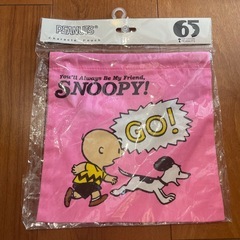 PEANUTS
65
You'll Always Be My Friend,
SNOOPY!
GO!